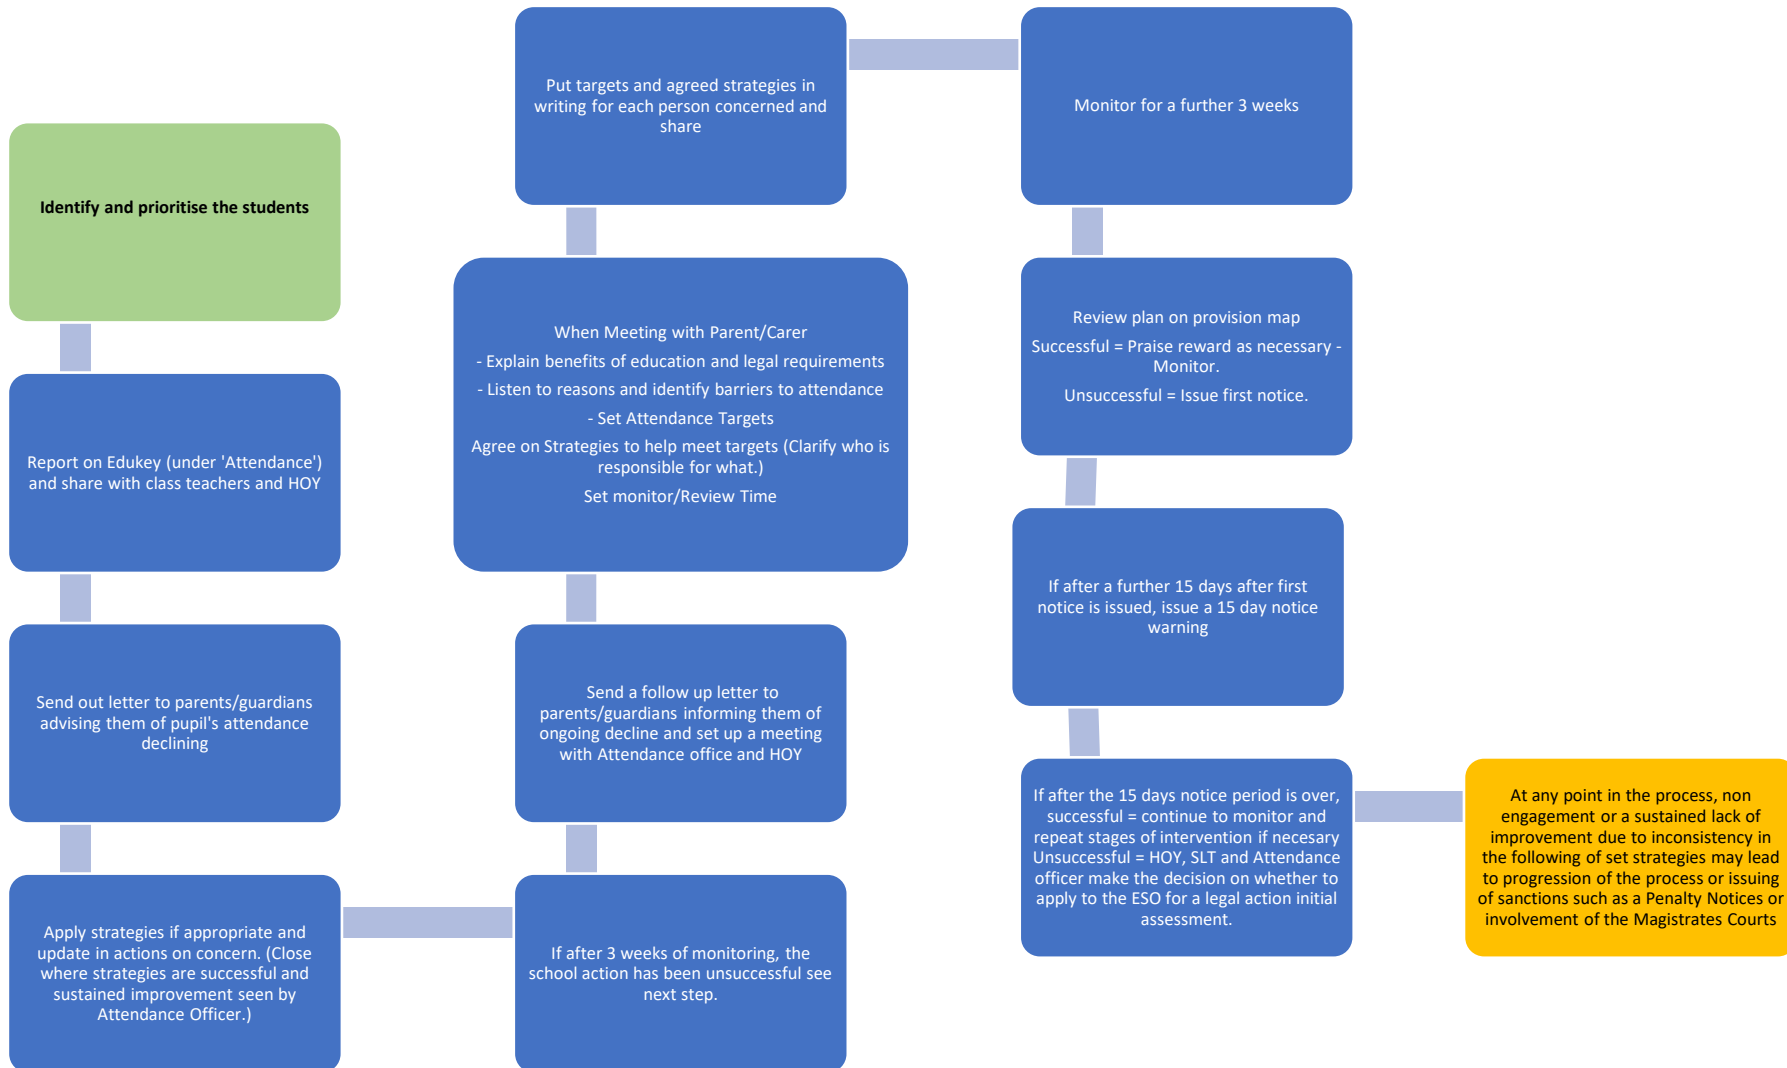 Identify and prioritise the students
Report on Edukey (under 'Attendance')
and share with class teachers and HOY
Send out letter to parents/guardians
advising them of pupil's attendance
declining
Apply strategies if appropriate and
update in actions on concern. (Close
where strategies are successful and
sustained improvement seen by
Attendance Officer.)
If after 3 weeks of monitoring, the
school action has been unsuccessful see
next step.
Send a follow up letter to
parents/guardians informing them of
ongoing decline and set up a meeting
with Attendance office and HOY
When Meeting with Parent/Carer
- Explain benefits of education and legal requirements
- Listen to reasons and identify barriers to attendance
- Set Attendance Targets
Agree on Strategies to help meet targets (Clarify who is
responsible for what.)
Set monitor/Review Time
Put targets and agreed strategies in
writing for each person concerned and
share
Monitor for a further 3 weeks
Review plan on provision map
Successful = Praise reward as necessary -
Monitor.
Unsuccessful = Issue first notice.
If after a further 15 days after first
notice is issued, issue a 15 day notice
warning
If after the 15 days notice period is over,
successful = continue to monitor and
repeat stages of intervention if necesary
Unsuccessful = HOY, SLT and Attendance
officer make the decision on whether to
apply to the ESO for a legal action initial
assessment.
At any point in the process, non
engagement or a sustained lack of
improvement due to inconsistency in
the following of set strategies may lead
to progression of the process or issuing
of sanctions such as a Penalty Notices or
involvement of the Magistrates Courts